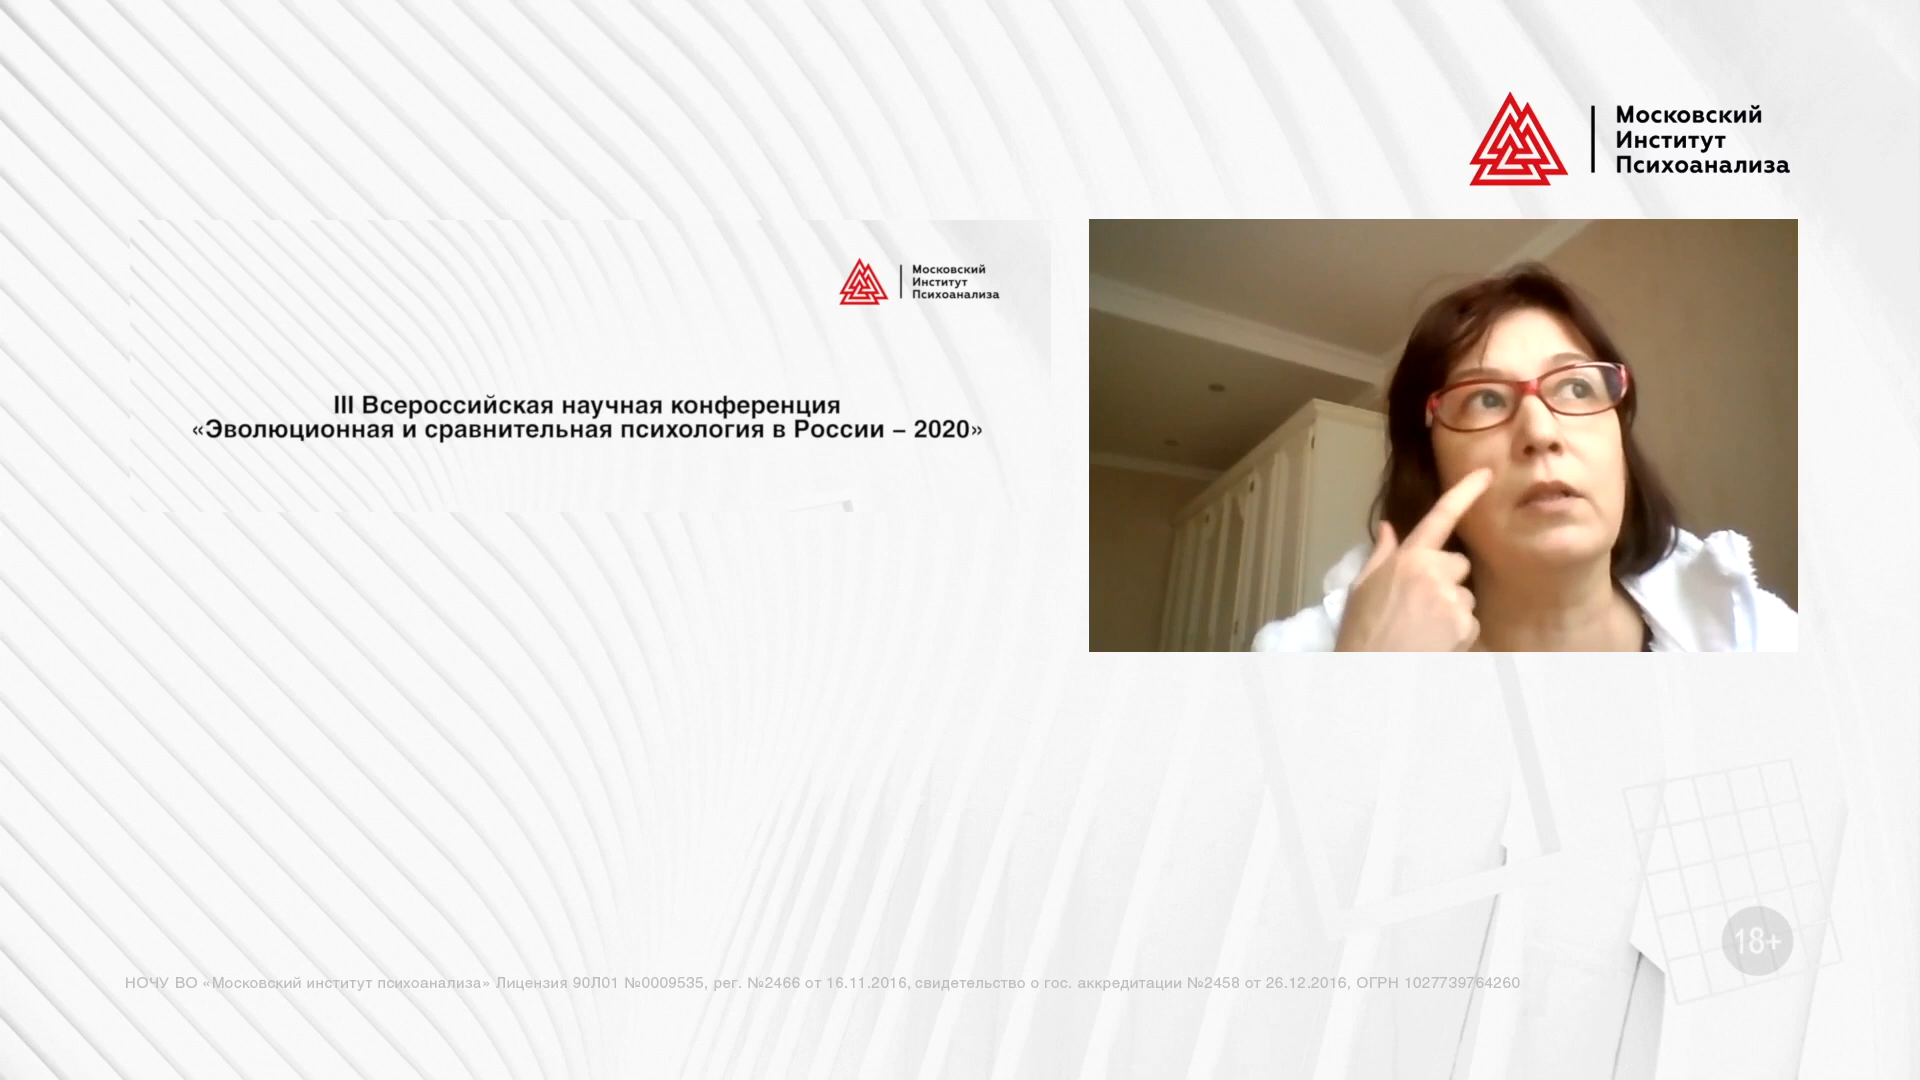 Московский
Институт
Психоанализа
Московский
Институт
Психоанализа
III Всероссийская научная конференция
«Эволюционная и сравнительная психология в России – 2020»
18+
НОЧУ ВО «Московский институт психоанализа» Лицензия 90Л01 №0009535, рег. №2466 от 16.11.2016, свидетельство о гос. аккредитации №2458 от 26.12.2016, ОГРН 1027739764260